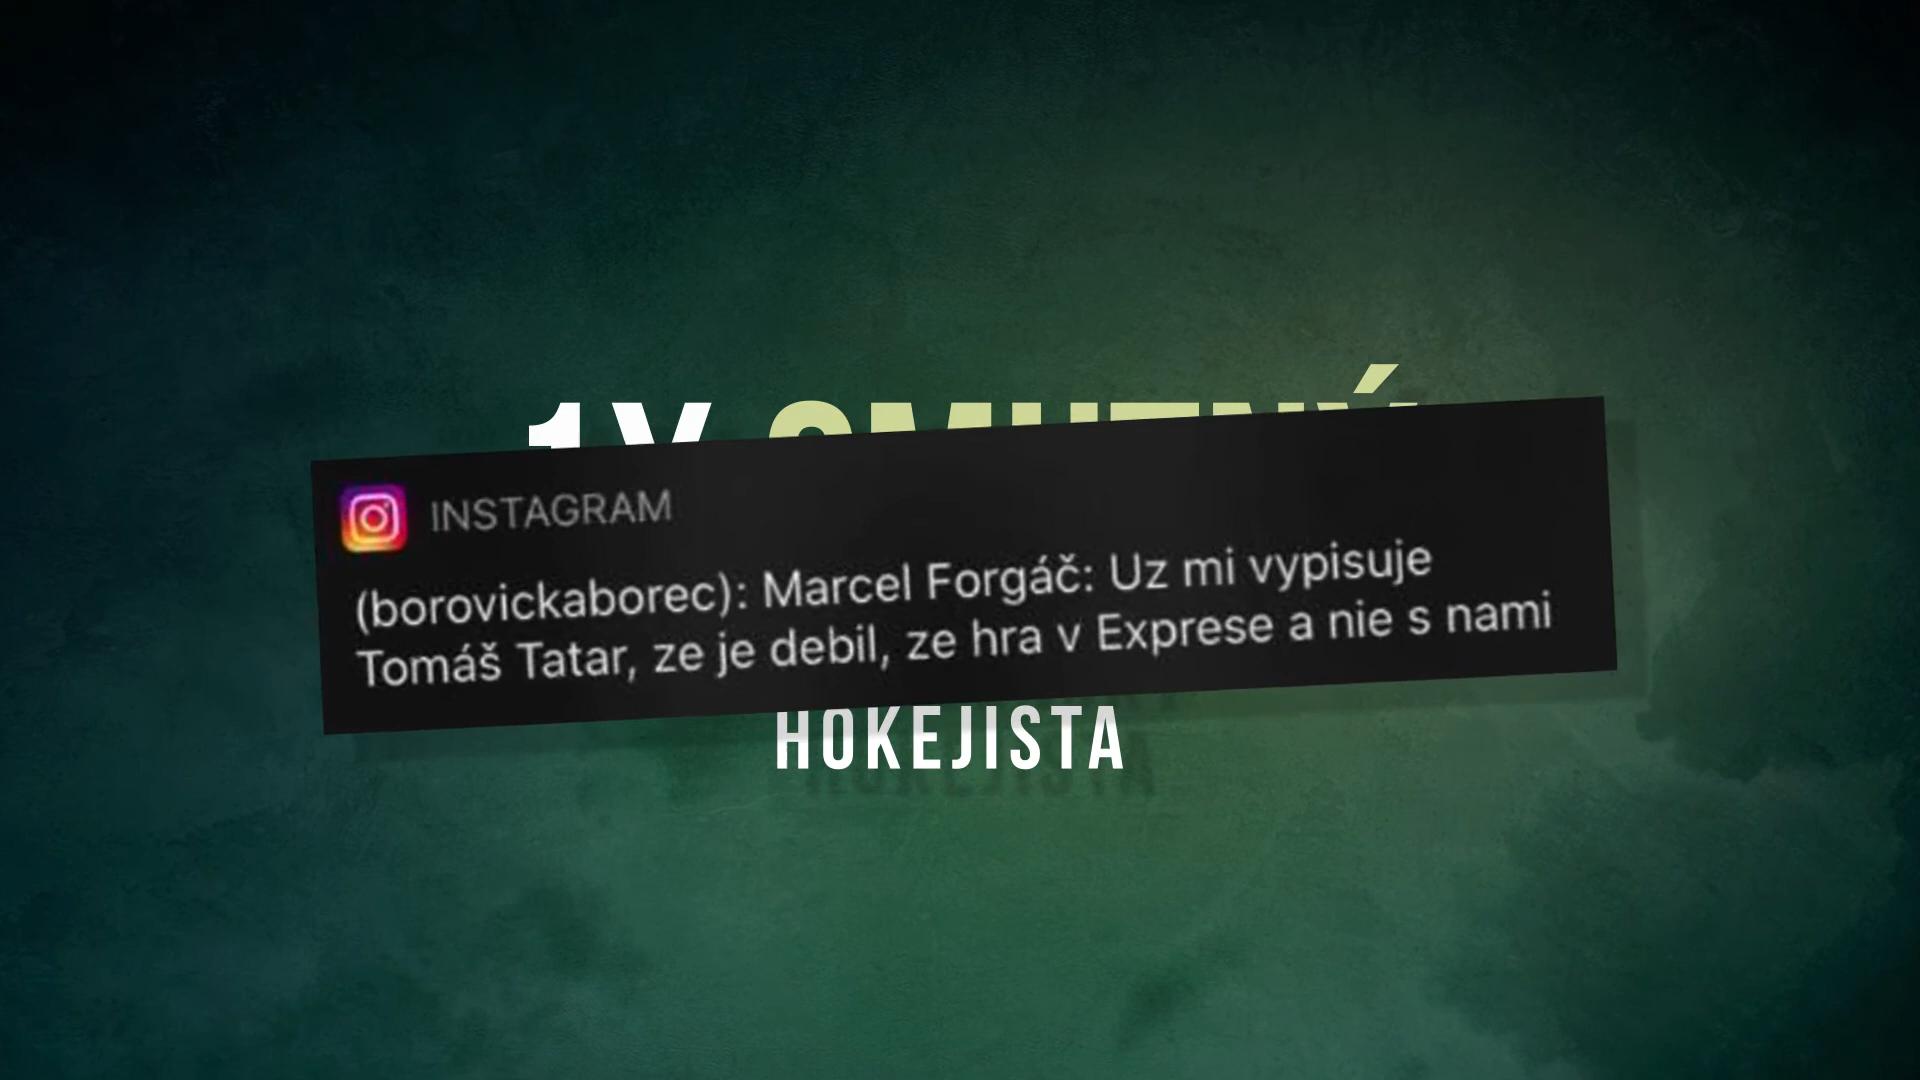 INSTAGRAM
(borovickaborec): Marcel Forgáč: Uz mi vypisuje
Tomáš Tatar, ze je debil, ze hra v Exprese a nie s nami
HOKEJISTA